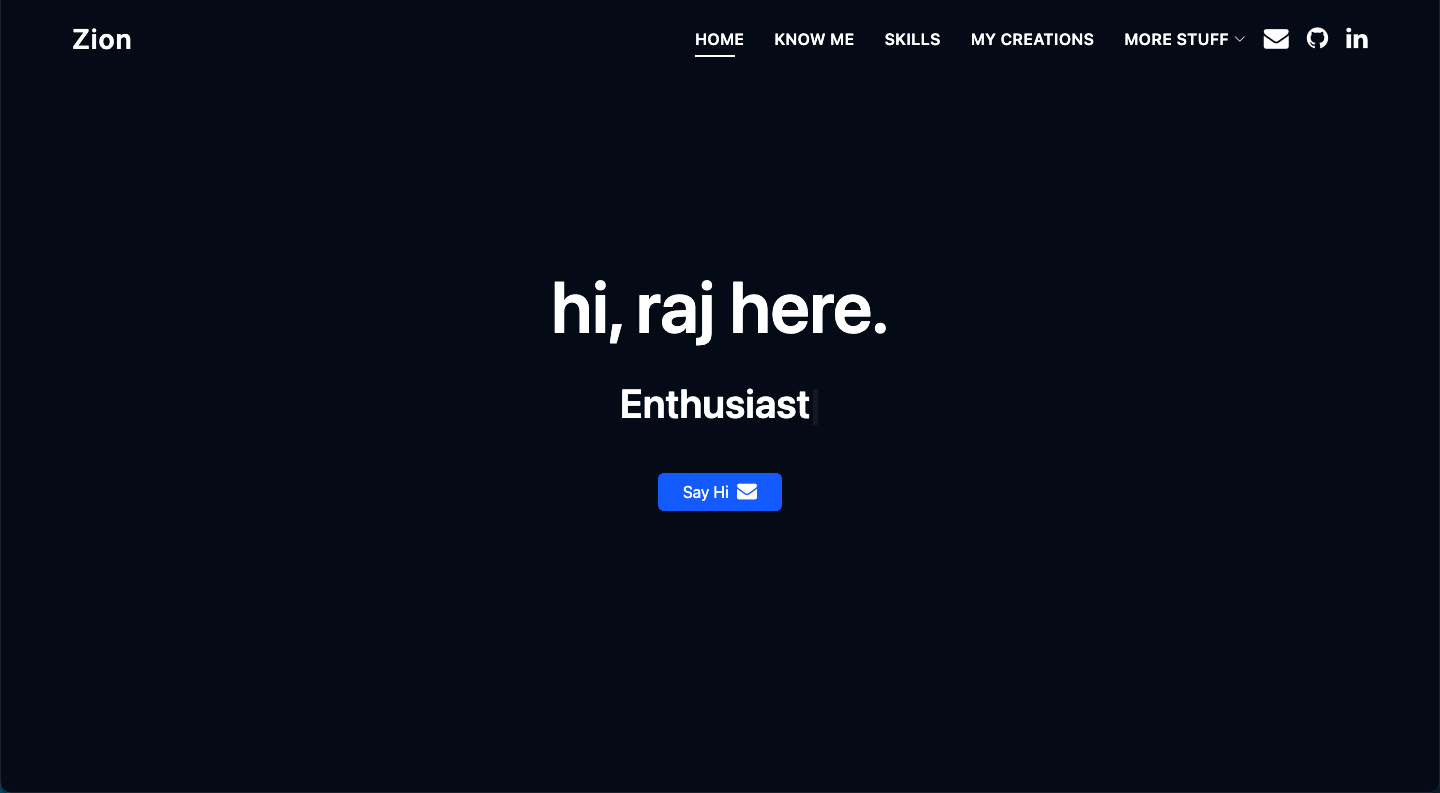 Zion
HOME KNOW ME SKILLS MY CREATIONS MORE STUFF
hi, raj here.
Enthusiast
Say Hi